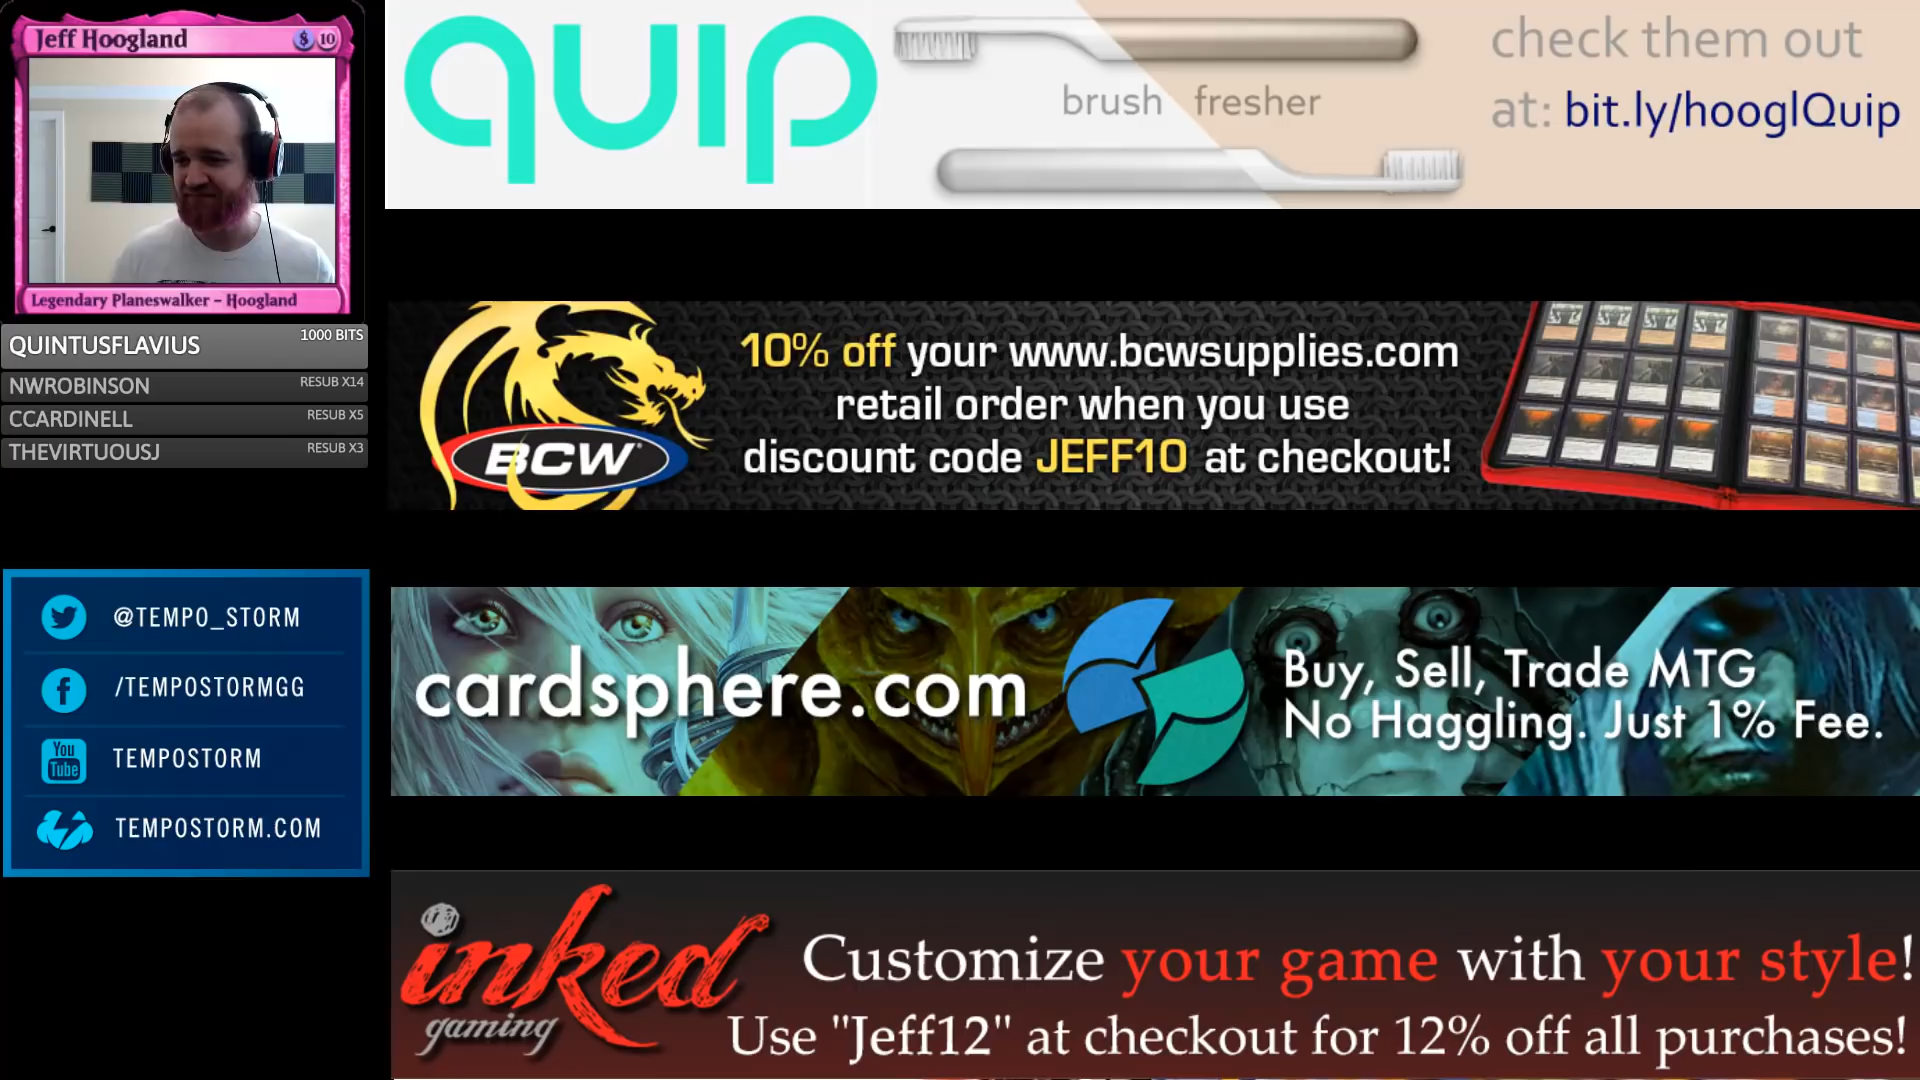 Jeff Hoogland
$ 10
Legendary Planeswalker – Hoogland
QUINTUSFLAVIUS 1000 BITS
NWROBINSON RESUB X14
CCARDINELL RESUB X5
THEVIRTUOUSJ RESUB X3
@TEMPO_STORM
/TEMPOSTORMGG
You
Tube
TEMPOSTORM
TEMPOSTORM.COM
quip
brush fresher
check them out
at: bit.ly/hooglQuip
BCW
10% off your www.bcwsupplies.com
retail order when you use
discount code JEFF10 at checkout!
cardsphere.com
Buy, Sell, Trade MTG
No Haggling. Just 1% Fee.
inked
gaming
Customize your game with your style!
Use "Jeff12" at checkout for 12% off all purchases!